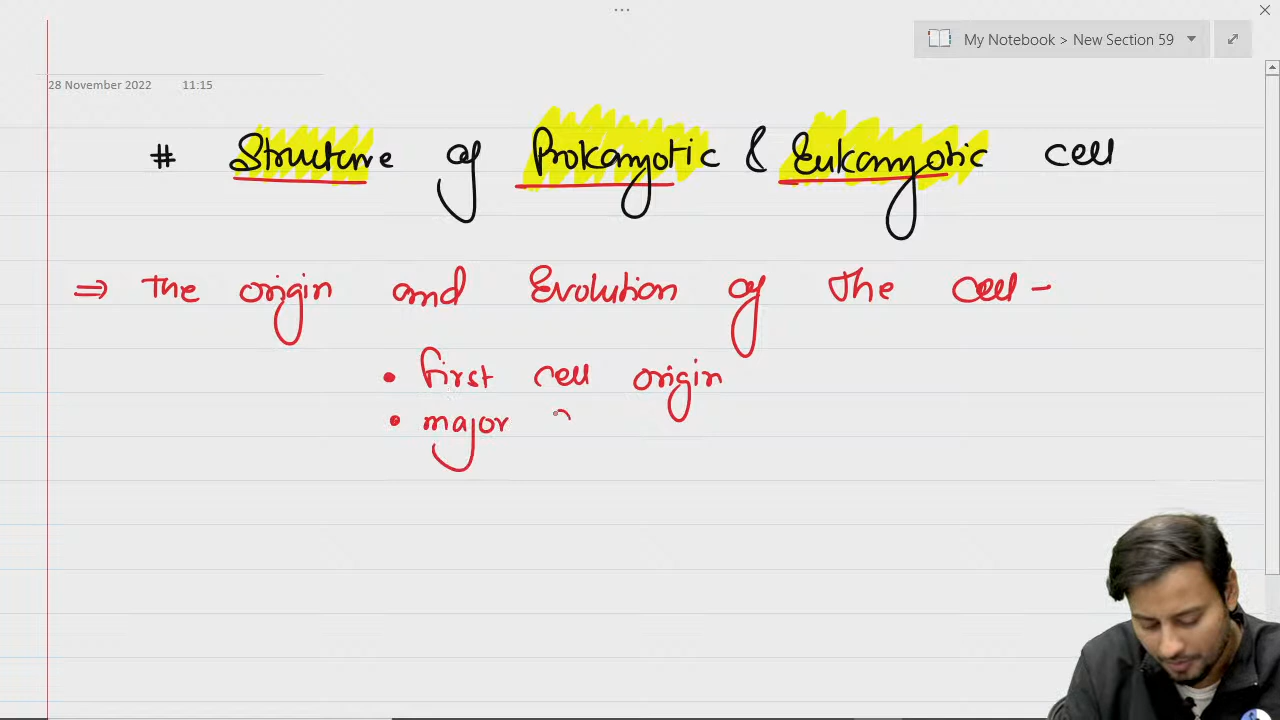 My Notebook > New Section 59
28 November 2022 11:15
# Structure of Prokaryotic & Eukaryotic cell
⇒ The origin and Evolution of The Cell -
• first cell origin
• major